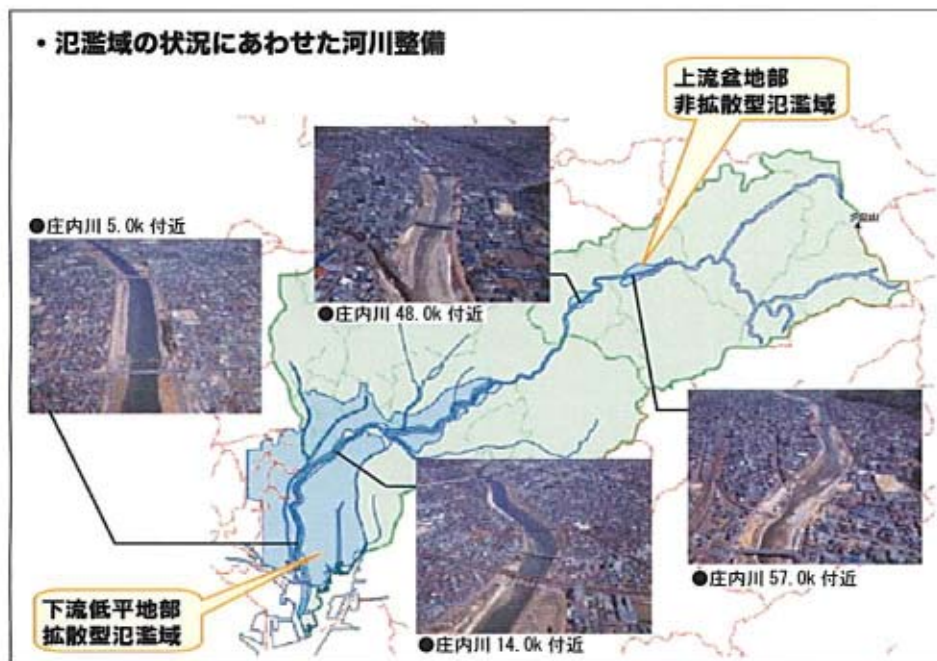 ・氾濫域の状況にあわせた河川整備
上流盆地部
非拡散型氾濫域
●庄内川 5.0k 付近
●庄内川 48.0k 付近
●庄内川 57.0k 付近
●庄内川 14.0k 付近
下流低平地部
拡散型氾濫域